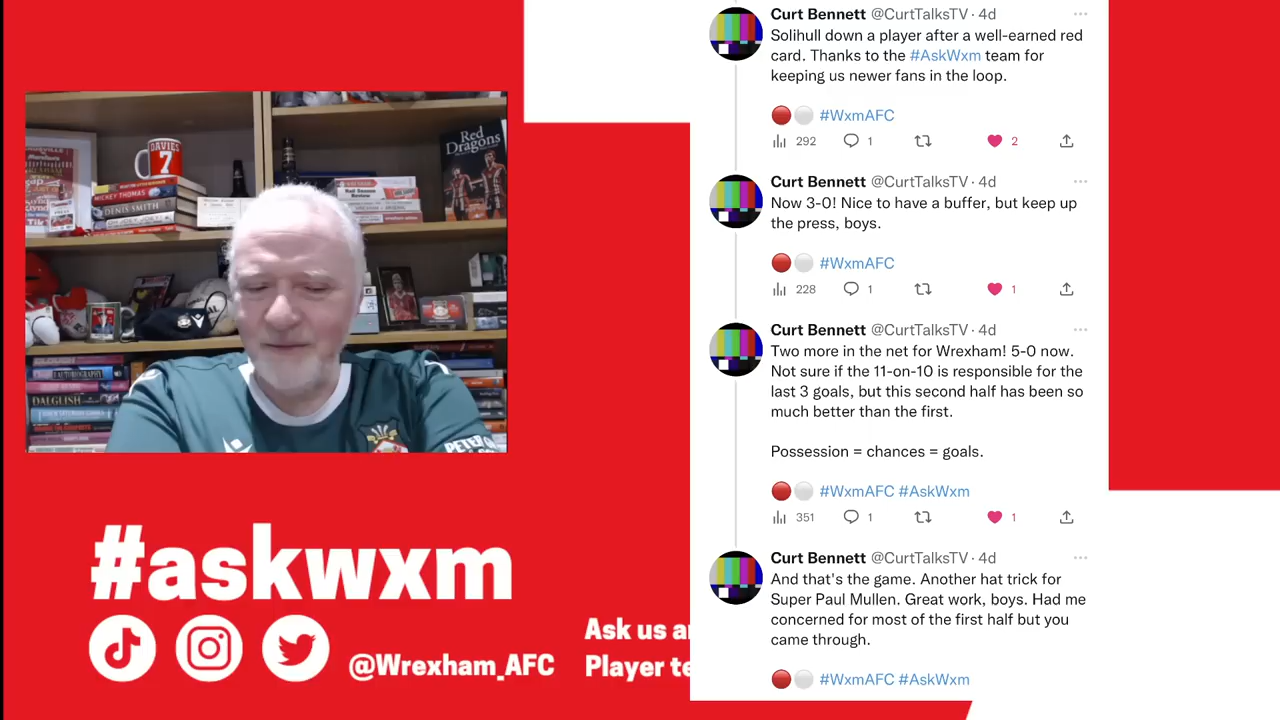 Curt Bennett @CurtTalksTV · 4d
Solihull down a player after a well-earned red
card. Thanks to the #AskWxm team for
keeping us newer fans in the loop.
#WxmAFC
292 1 2
Curt Bennett @CurtTalksTV · 4d
Now 3-0! Nice to have a buffer, but keep up
the press, boys.
#WxmAFC
228 1 1
Curt Bennett @CurtTalksTV · 4d
Two more in the net for Wrexham! 5-0 now.
Not sure if the 11-on-10 is responsible for the
last 3 goals, but this second half has been so
much better than the first.
Possession = chances = goals.
#WxmAFC #AskWxm
351 1 1
Curt Bennett @CurtTalksTV · 4d
And that's the game. Another hat trick for
Super Paul Mullen. Great work, boys. Had me
concerned for most of the first half but you
came through.
#WxmAFC #AskWxm
DAVIES
7
MICKEY THOMAS
DENIS SMITH
Red
Dragons
AUTOBIOGRAPHY
DALGLISH
PETER
#askwxm
@Wrexham_AFC
Ask us
Player